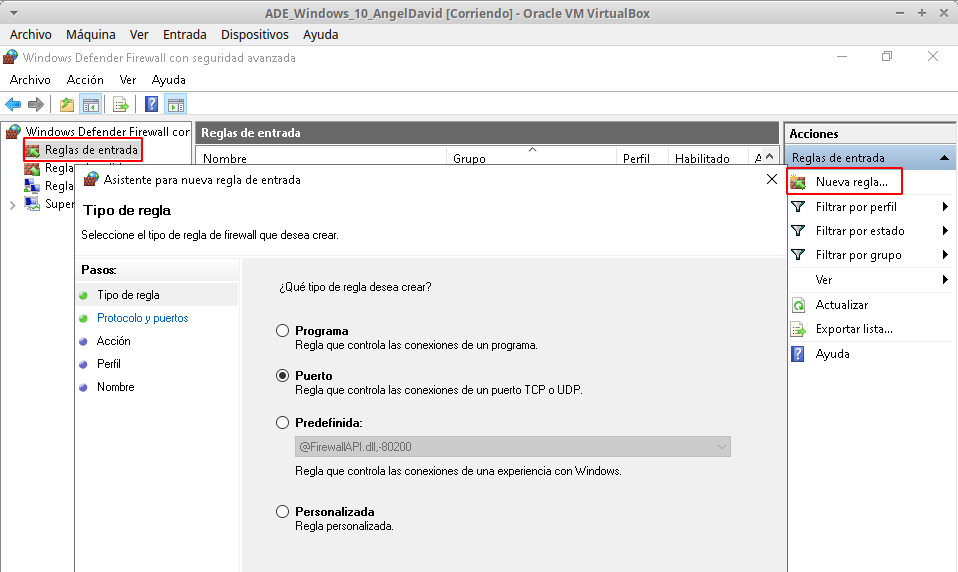 ADE_Windows_10_AngelDavid [Corriendo] - Oracle VM VirtualBox
Archivo Máquina Ver Entrada Dispositivos Ayuda
Windows Defender Firewall con seguridad avanzada
Archivo Acción Ver Ayuda
Windows Defender Firewall con
Reglas de entrada
Regla
Supe
Reglas de entrada
Nombre Grupo Perfil Habilitado A
Asistente para nueva regla de entrada
Tipo de regla
Seleccione el tipo de regla de firewall que desea crear.
Pasos:
Tipo de regla
Protocolo y puertos
Acción
Perfil
Nombre
¿Qué tipo de regla desea crear?
Programa
Regla que controla las conexiones de un programa.
Puerto
Regla que controla las conexiones de un puerto TCP o UDP.
Predefinida:
@FirewallAPI.dll,-80200
Regla que controla las conexiones de una experiencia con Windows.
Personalizada
Regla personalizada.
Acciones
Reglas de entrada
Nueva regla...
Filtrar por perfil
Filtrar por estado
Filtrar por grupo
Ver
Actualizar
Exportar lista...
Ayuda